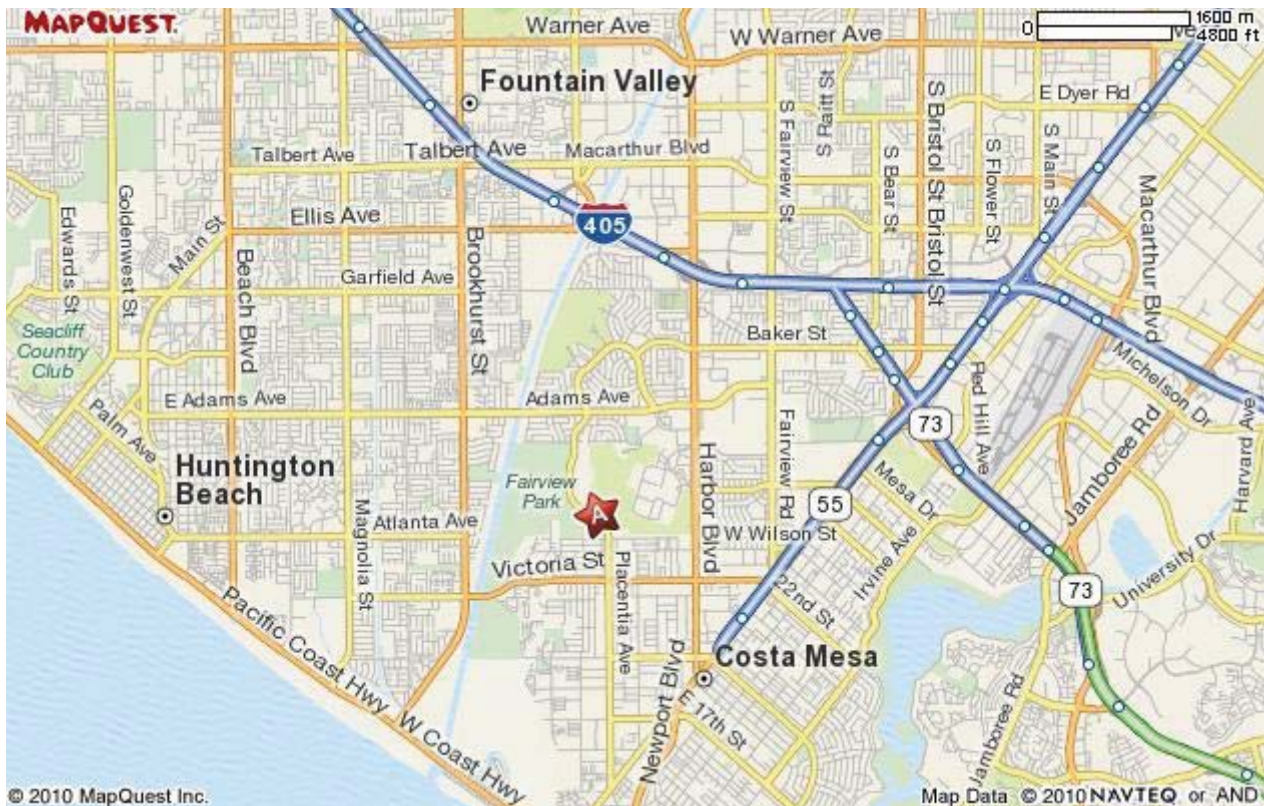 MAPQUEST.
Warner Ave
W Warner Ave
ve
0
1600 m
4800 ft
Fountain Valley
E Dyer Rd
S Raitt St
S Fairview St
S Bristol St
Bristol St
S Main St
S Flower St
S Bear St
Talbert Ave
Talbert Ave
Macarthur Blvd
Macarthur Blvd
Edwards St
Goldenwest St
Main St
Ellis Ave
405
Beach Blvd
Brookhurst St
Garfield Ave
Seacliff
Country
Club
Baker St
Michelson Dr
Red Hill Ave
Palm Ave
E Adams Ave
Adams Ave
Fairview Rd
73
Harvard Ave
Jamboree Rd
Huntington
Beach
Fairview
Park
A
Harbor Blvd
Mesa Dr
55
Magnolia St
Atlanta Ave
W Wilson St
Irvine Ave
University Dr
Victoria St
Placentia Ave
22nd St
73
Pacific Coast Hwy
Costa Mesa
Newport Blvd
E 17th St
Jamboree Rd
W Coast Hwy
© 2010 MapQuest Inc.
Map Data © 2010 NAVTEQ or AND